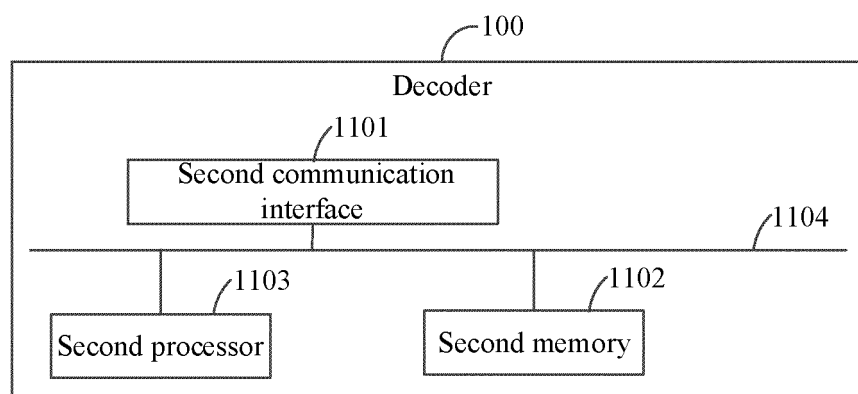 100
Decoder
1101
Second communication
interface
1104
1103
1102
Second processor
Second memory